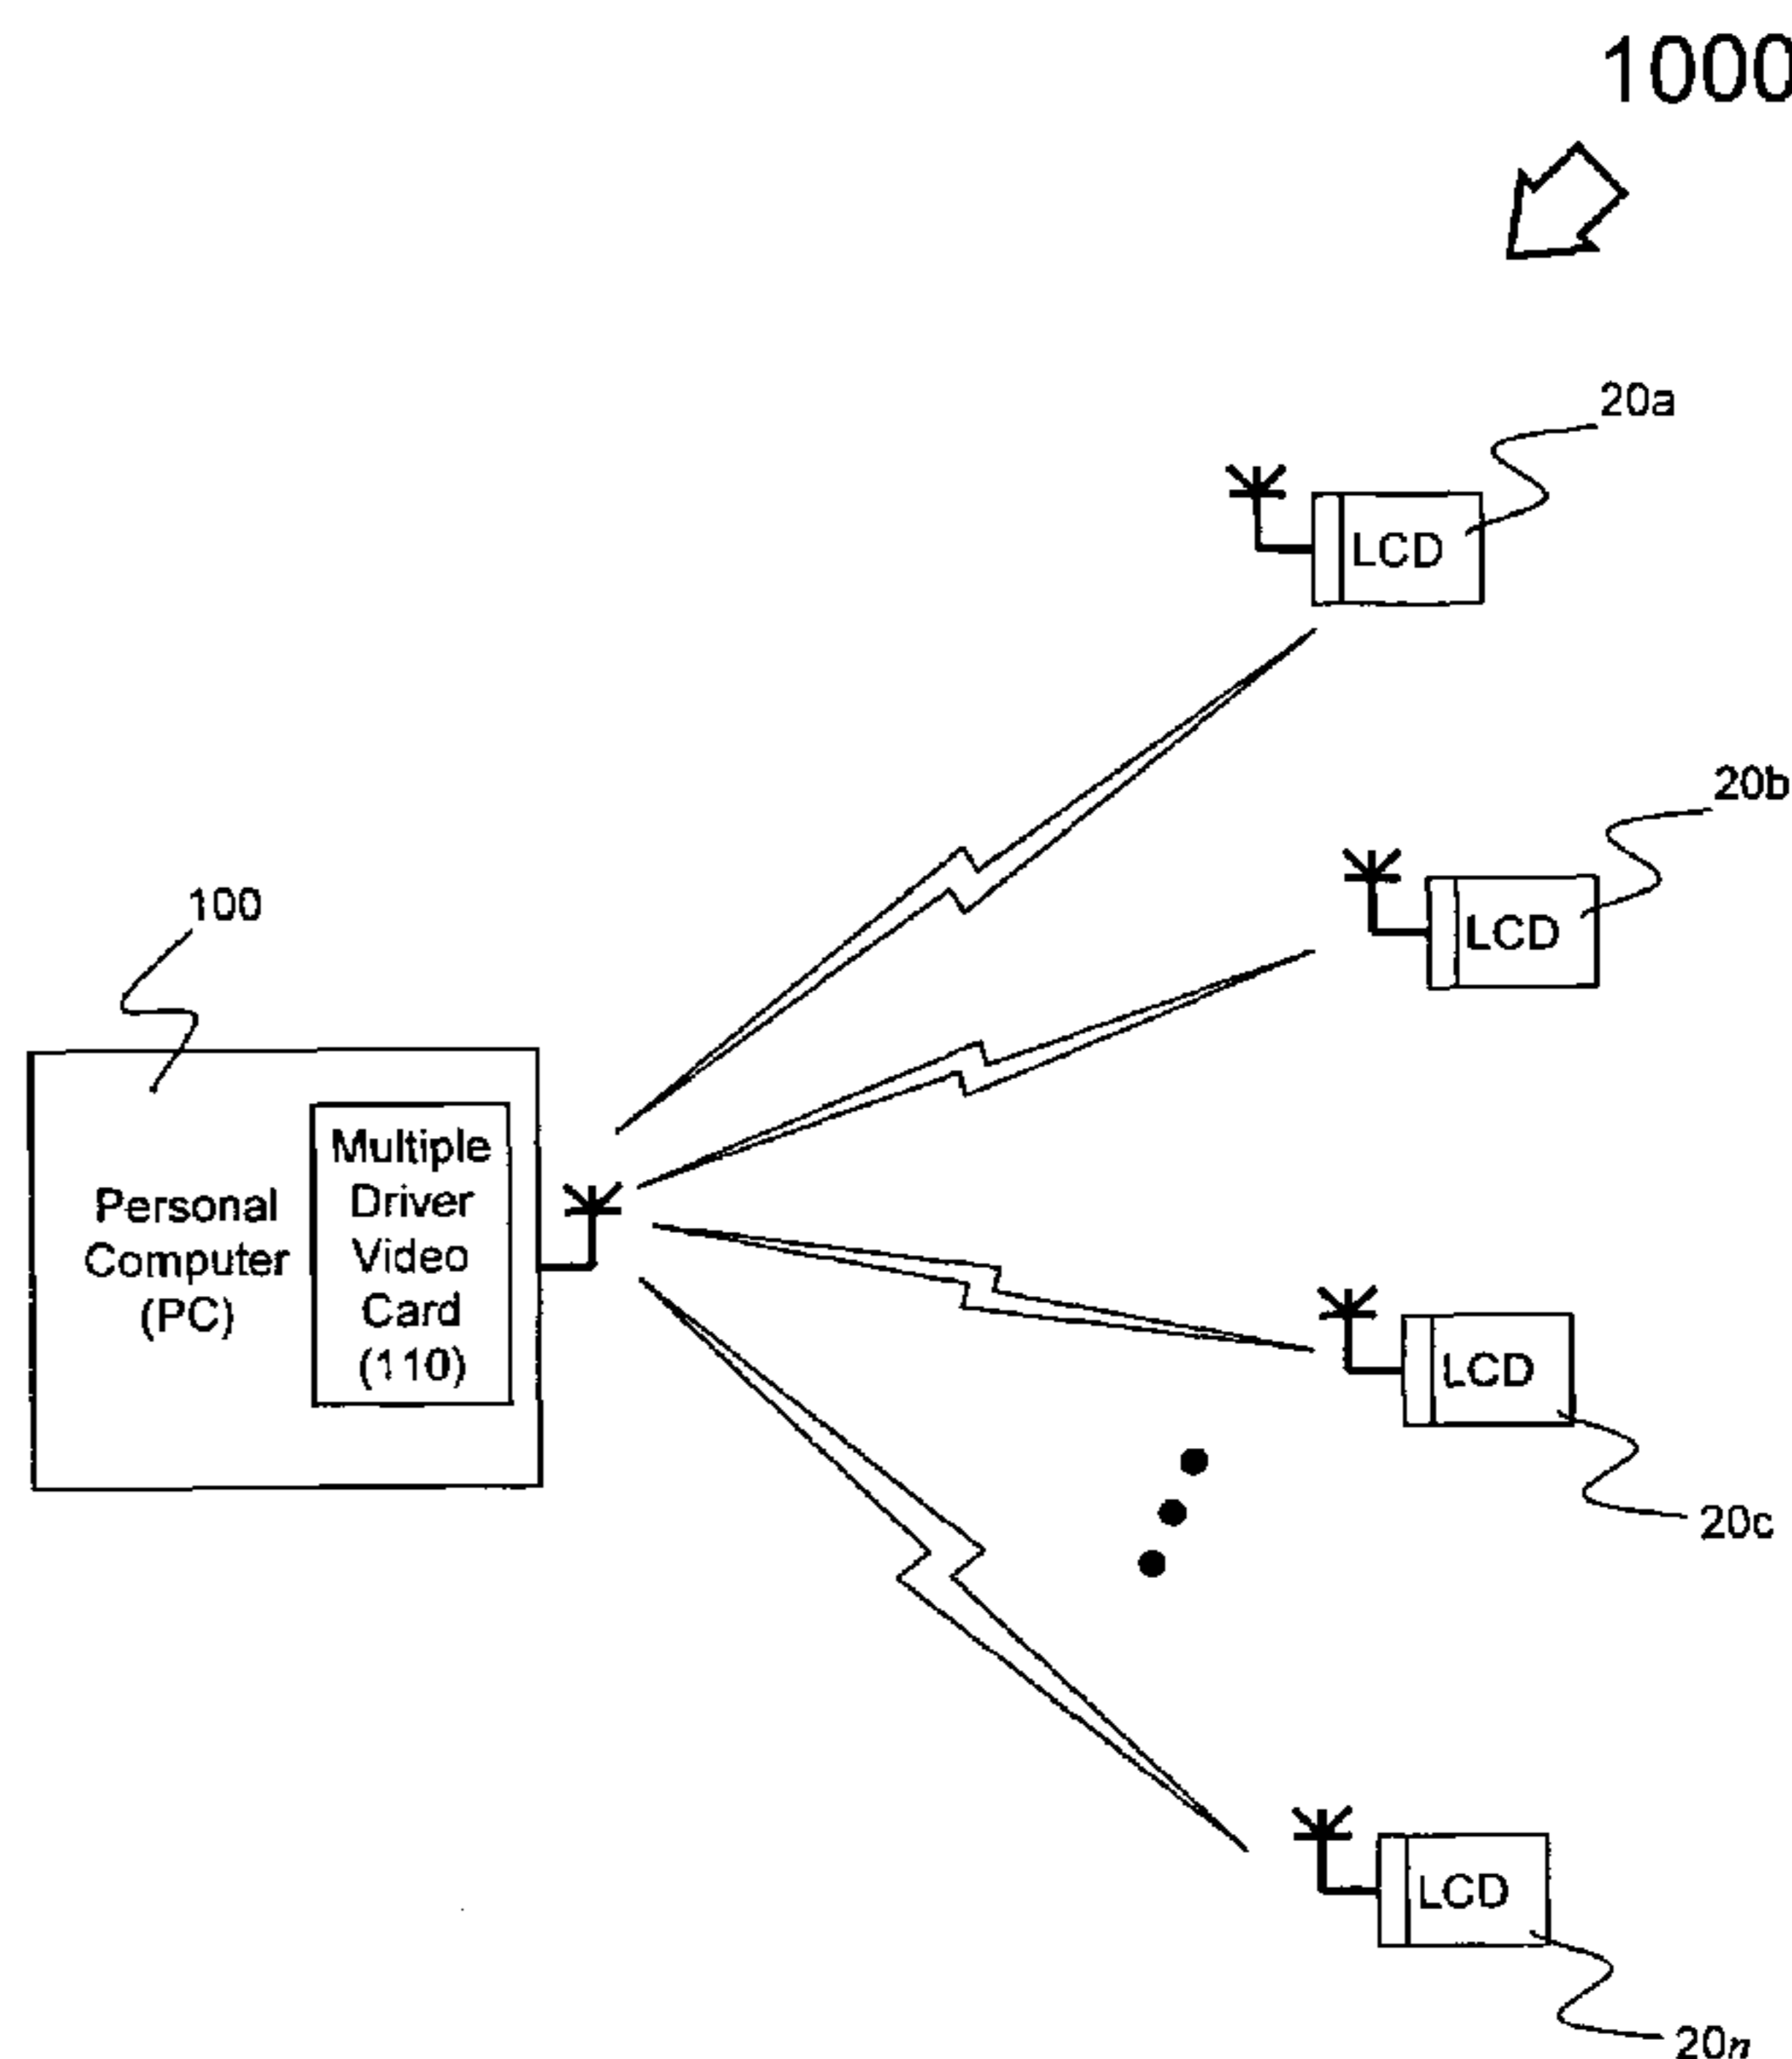 1000
20a
LCD
20b
LCD
100
Multiple
Driver
Video
Card
(110)
Personal
Computer
(PC)
LCD
20c
LCD
20n